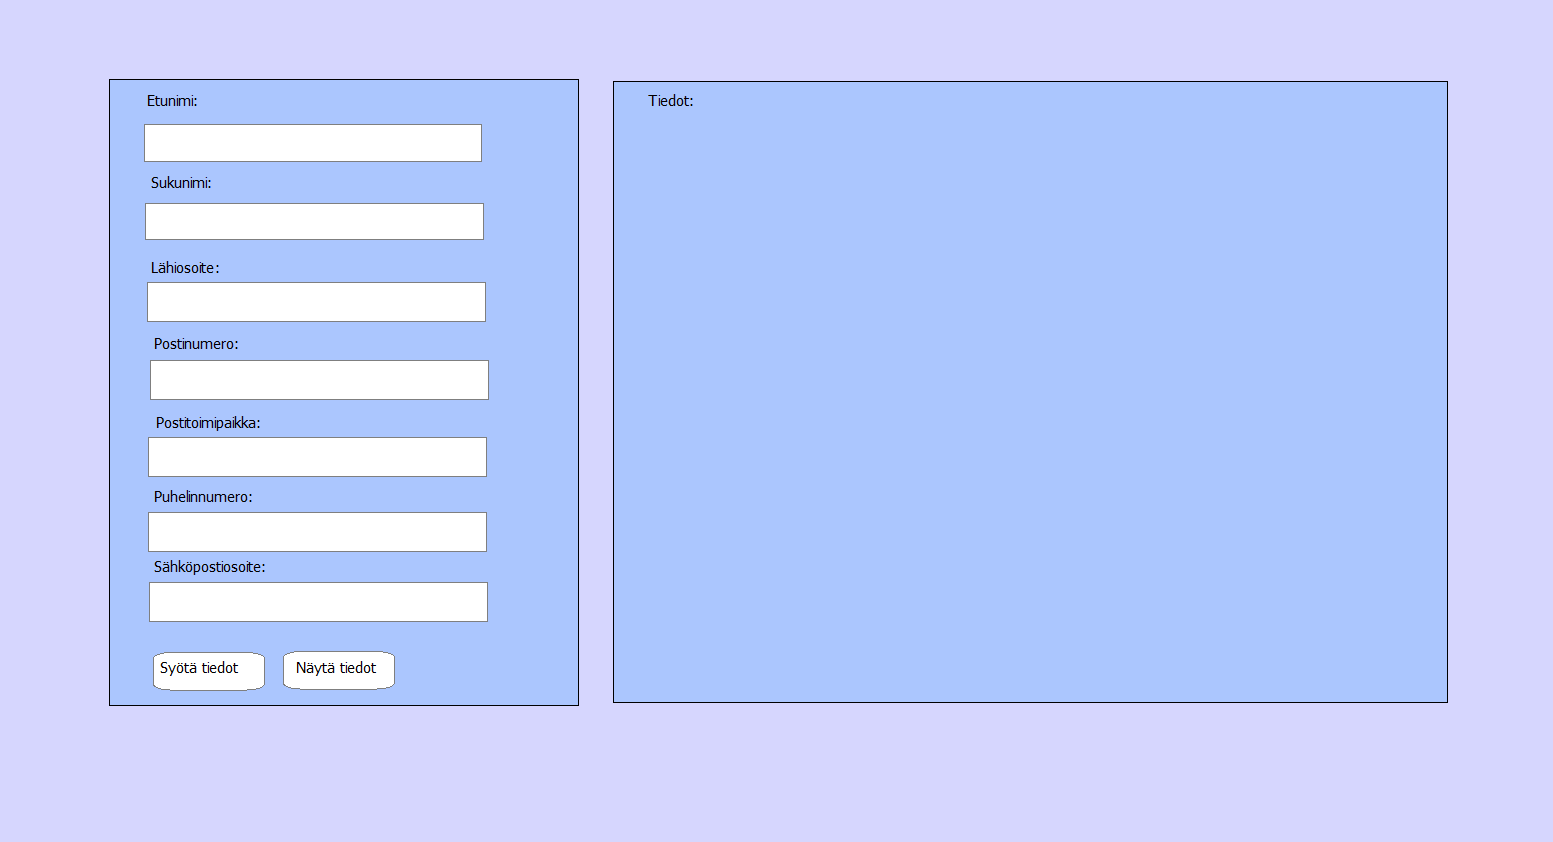 Etunimi:
Sukunimi:
Lähiosoite:
Postinumero:
Postitoimipaikka:
Puhelinnumero:
Sähköpostiosoite:
Syötä tiedot
Näytä tiedot
Tiedot: